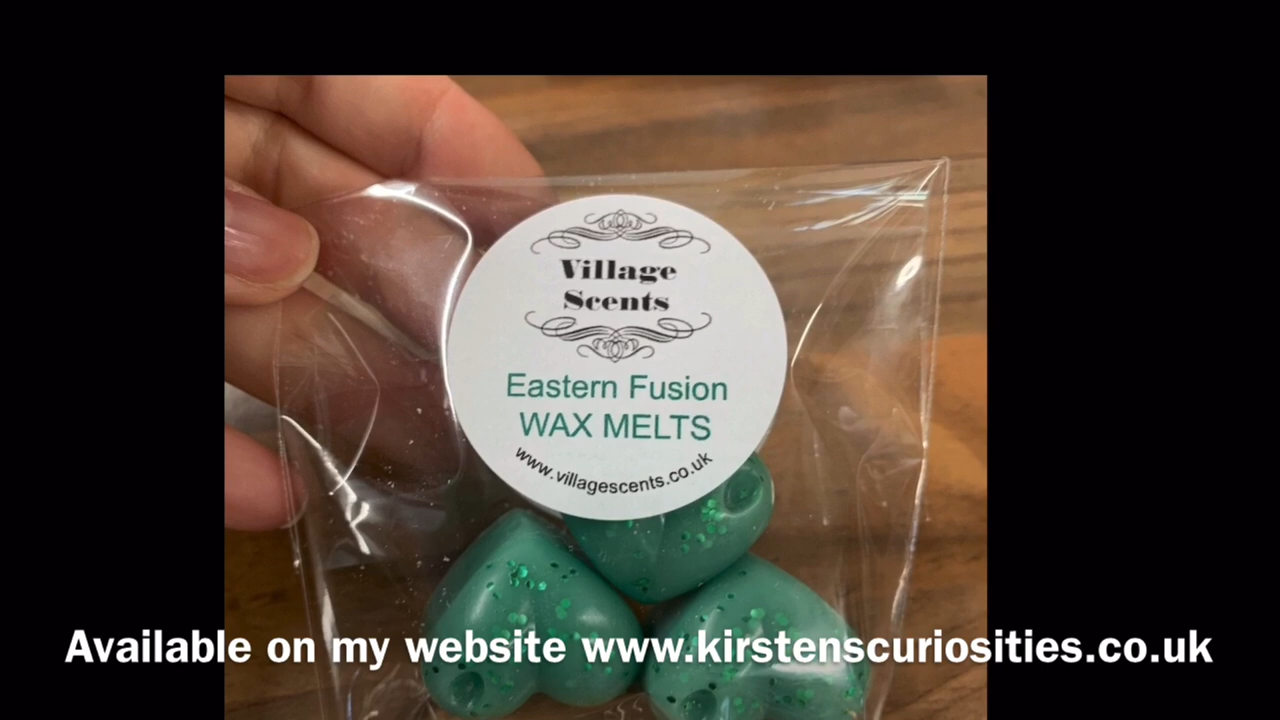 Village
Scents
Eastern Fusion
WAX MELTS
www.villagescents.co.uk
Available on my website www.kirstenscuriosities.co.uk